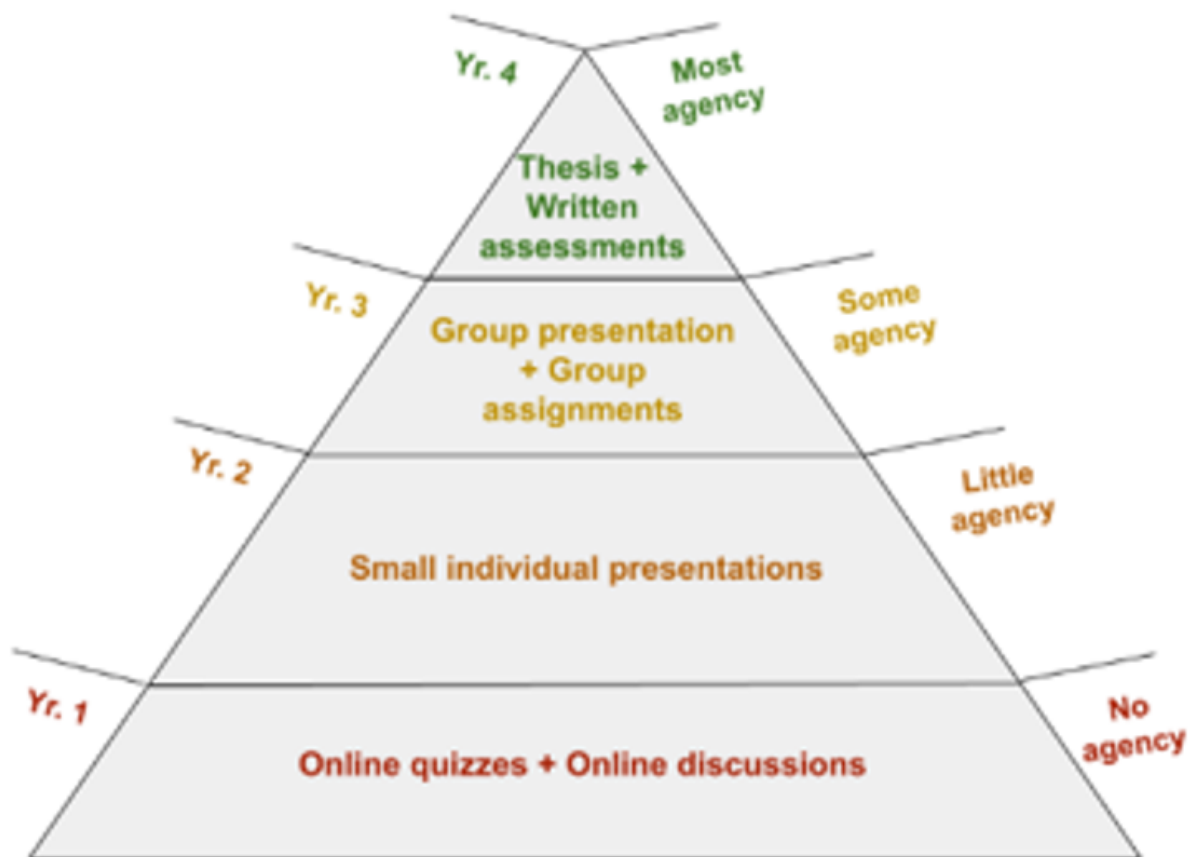 Yr. 4
Most
agency
Thesis +
Written
assessments
Yr. 3
Some
agency
Group presentation
+ Group
assignments
Yr. 2
Little
agency
Small individual presentations
Yr. 1
No
agency
Online quizzes + Online discussions